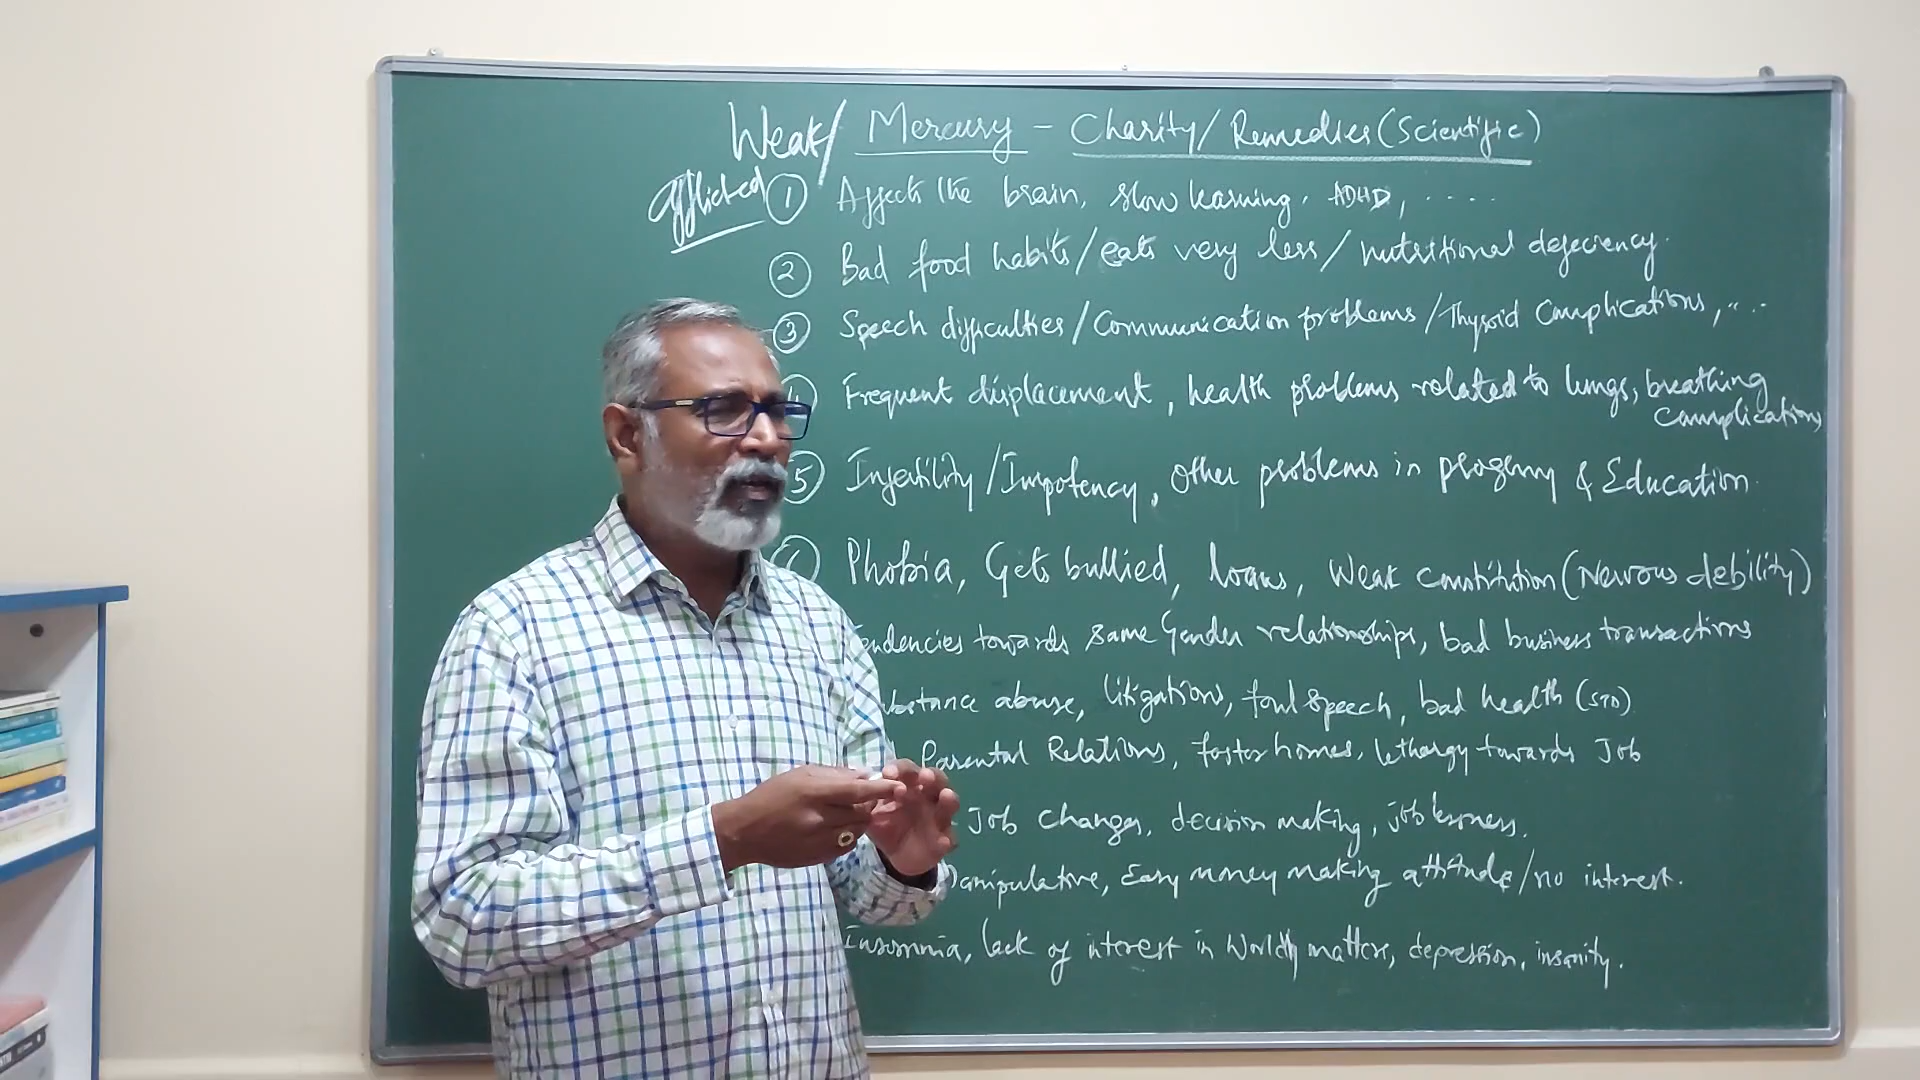 Weak/ Mercury - Charity/Remedies (Scientific)
afflicted
① Affects the brain, slow learning, ADHD, ....
② Bad food habits/eats very less/nutritional defeciency.
③ Speech difficulties/Communication problems/Thyroid Complications, ....
4 Frequent displacement, health problems related to lungs, breathing
complications
5 Infertility/Impotency, Other problems in progeny & Education.
Phobia, Gets bullied, loans, Weak constitution (Nervous debility)
endencies towards same Gender relationships, bad business transactions
ubstance abuse, litigations, foul speech, bad health (STD)
Parental Relations, foster homes, lethargy towards Job
Job changes, decision making, joblessness.
anipulative, Easy money making attitude/no interest.
Insomnia, lack of interest in Worldly matters, depression, insanity.